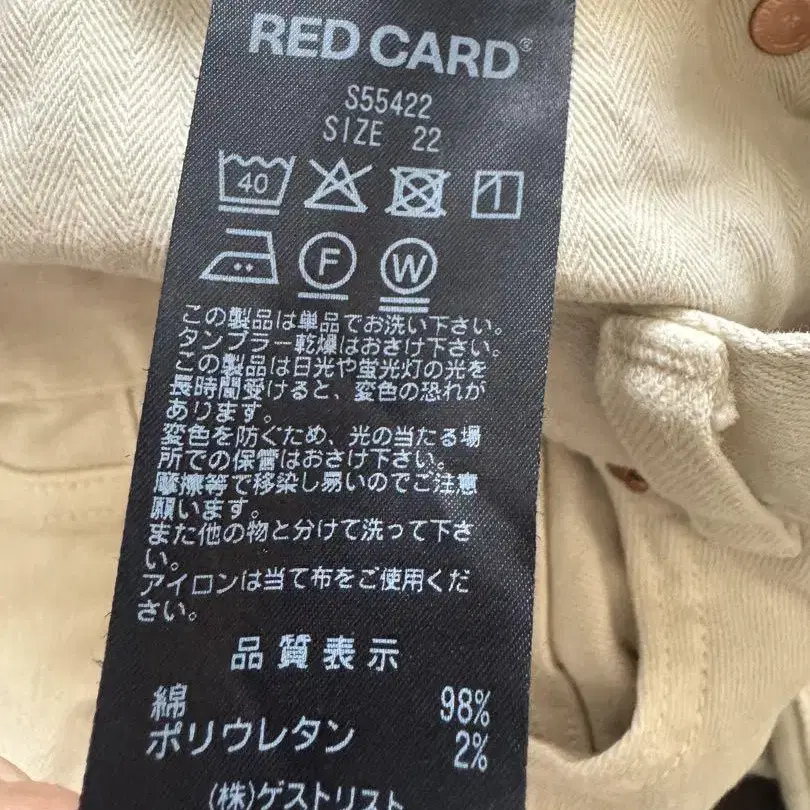 RED CARD®
S55422
SIZE 22
40
F W
この製品は単品でお洗い下さい。
タンブラー乾燥はおさけ下さい。
この製品は日光や蛍光灯の光を
長時間受けると、変色の恐れが
あります。
変色を防ぐため、光の当たる場
所での保管はおさけ下さい。
摩擦等で移染し易いのでご注意
願います。
また他の物と分けて洗って下さ
い。
アイロンは当て布をご使用くだ
さい。
品質表示
綿 98%
ポリウレタン 2%
(株)ゲストリスト